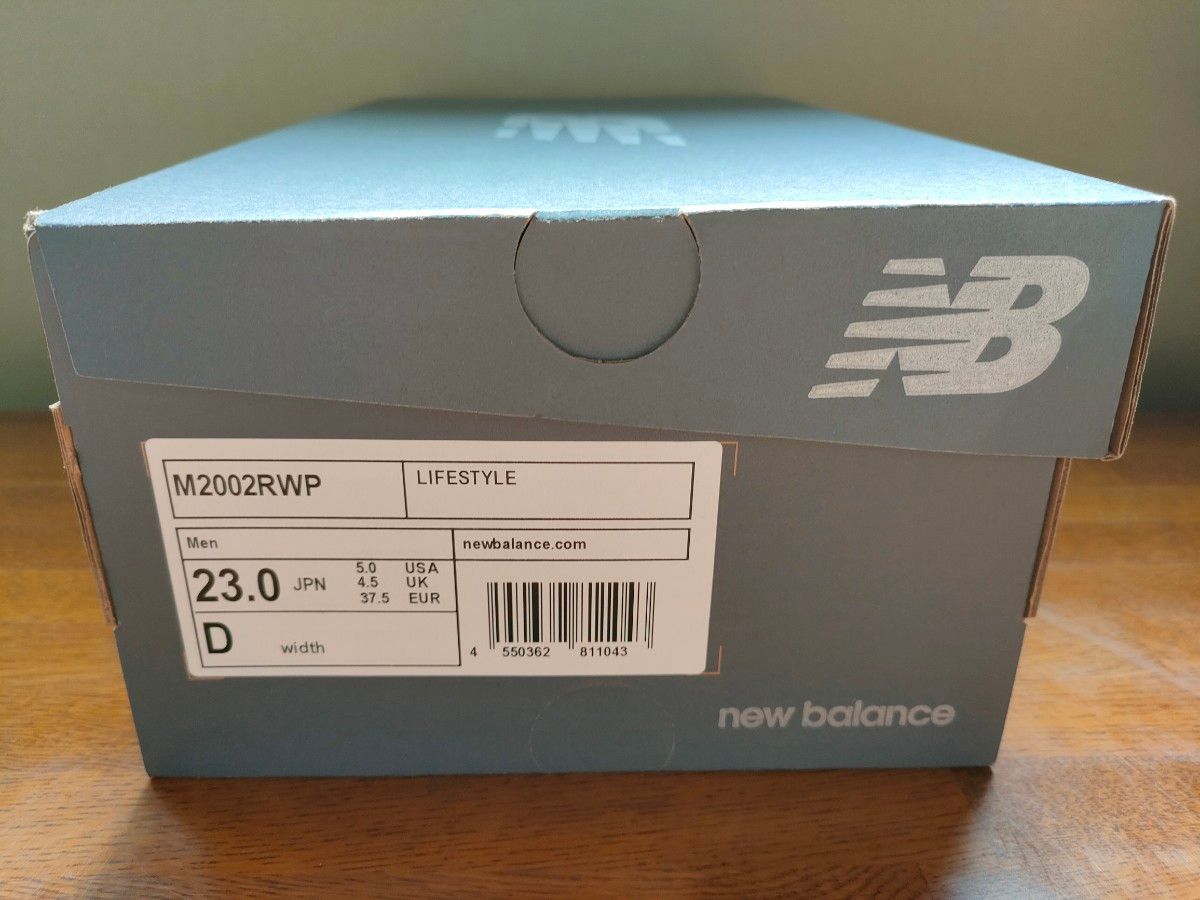 NB
M2002RWP
LIFESTYLE
Men
newbalance.com
23.0 JPN
5.0 USA
4.5 UK
37.5 EUR
D width
4 550362 811043
new balance